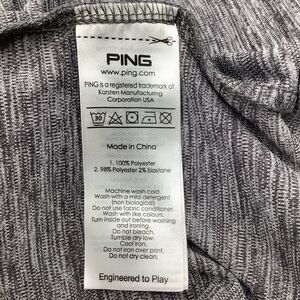 PING
www.ping.com
PING is a registered trademark of
Karsten Manufacturing
Corporation USA
30
Made in China
1. 100% Polyester
2. 98% Polyester 2% Elastane
Machine wash cold.
Wash with a mild detergent
(non biological)
Do not use fabric conditioner.
Wash with like colours.
Turn inside out before washing
and ironing.
Do not bleach.
Tumble dry low.
Cool iron.
Do not iron over print.
Do not dry clean.
Engineered to Play